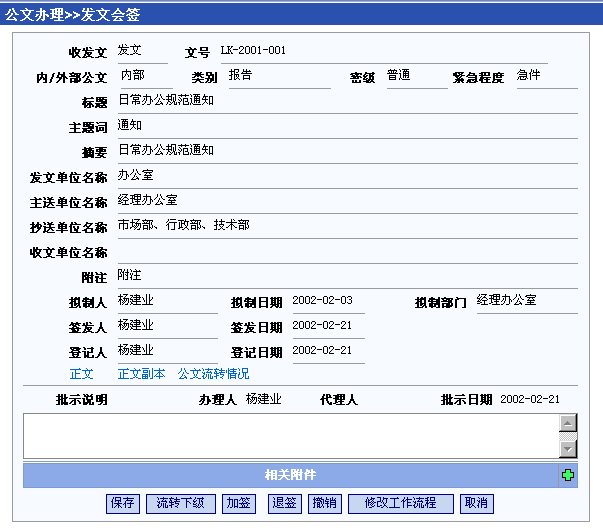 公文办理>>发文会签
收发文 发文 文号 LK-2001-001
内/外部公文 内部 类别 报告 密级 普通 紧急程度 急件
标题 日常办公规范通知
主题词 通知
摘要 日常办公规范通知
发文单位名称 办公室
主送单位名称 经理办公室
抄送单位名称 市场部、行政部、技术部
收文单位名称
附注 附注
拟制人 杨建业 拟制日期 2002-02-03 拟制部门 经理办公室
签发人 杨建业 签发日期 2002-02-21
登记人 杨建业 登记日期 2002-02-21
正文 正文副本 公文流转情况
批示说明 办理人 杨建业 代理人 批示日期 2002-02-21
相关附件
保存 流转下级 加签 退签 撤销 修改工作流程 取消